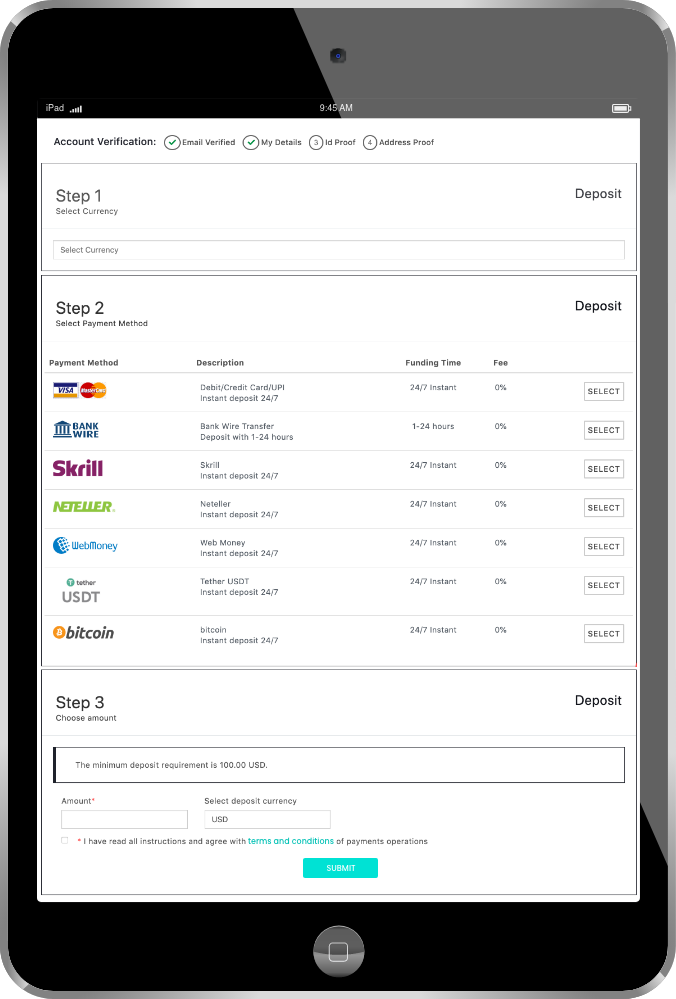 iPad 9:45 AM
Account Verification: Email Verified My Details 3 Id Proof 4 Address Proof
Step 1 Deposit
Select Currency
Select Currency
Step 2 Deposit
Select Payment Method
Payment Method Description Funding Time Fee
VISA MasterCard Debit/Credit Card/UPI 24/7 Instant 0% SELECT
Instant deposit 24/7
BANK WIRE Bank Wire Transfer 1-24 hours 0% SELECT
Deposit with 1-24 hours
Skrill Skrill 24/7 Instant 0% SELECT
Instant deposit 24/7
NETELLER Neteller 24/7 Instant 0% SELECT
Instant deposit 24/7
WebMoney Web Money 24/7 Instant 0% SELECT
Instant deposit 24/7
tether Tether USDT 24/7 Instant 0% SELECT
USDT Instant deposit 24/7
bitcoin bitcoin 24/7 Instant 0% SELECT
Instant deposit 24/7
Step 3 Deposit
Choose amount
The minimum deposit requirement is 100.00 USD.
Amount* Select deposit currency
USD
* I have read all instructions and agree with terms and conditions of payments operations
SUBMIT